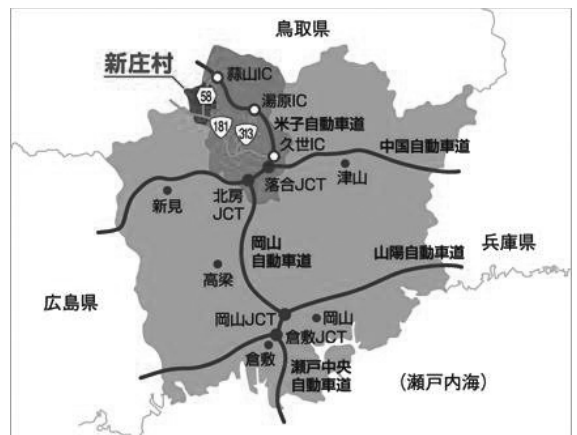 鳥取県
新庄村
蒜山IC
58
湯原IC
181
313
米子自動車道
久世IC
中国自動車道
落合JCT
津山
新見
北房
JCT
岡山
自動車道
山陽自動車道
兵庫県
高梁
広島県
岡山JCT
岡山
倉敷JCT
倉敷
瀬戸中央
自動車道
（瀬戸内海）